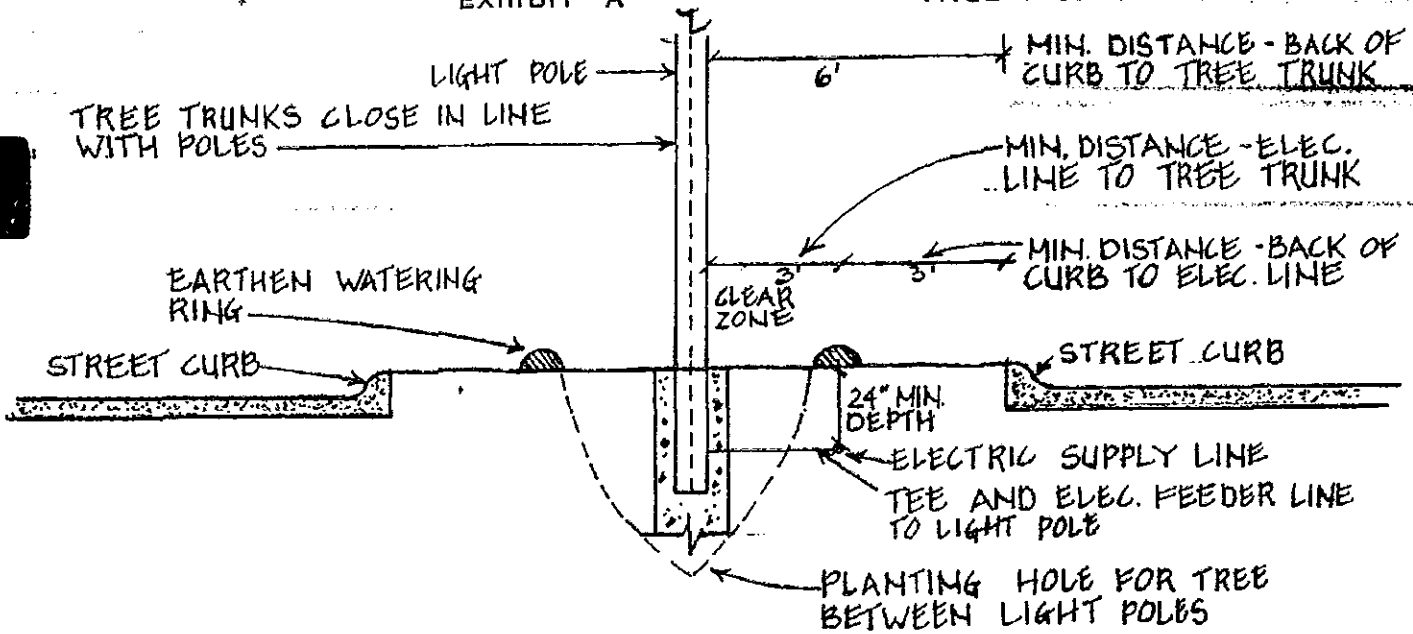 EXHIBIT A
LIGHT POLE
6'
MIN. DISTANCE - BACK OF
CURB TO TREE TRUNK
TREE TRUNKS CLOSE IN LINE
WITH POLES
MIN. DISTANCE - ELEC.
LINE TO TREE TRUNK
EARTHEN WATERING
RING
3'
3'
MIN. DISTANCE - BACK OF
CURB TO ELEC. LINE
CLEAR
ZONE
STREET CURB
STREET CURB
24" MIN.
DEPTH
ELECTRIC SUPPLY LINE
TEE AND ELEC. FEEDER LINE
TO LIGHT POLE
PLANTING HOLE FOR TREE
BETWEEN LIGHT POLES